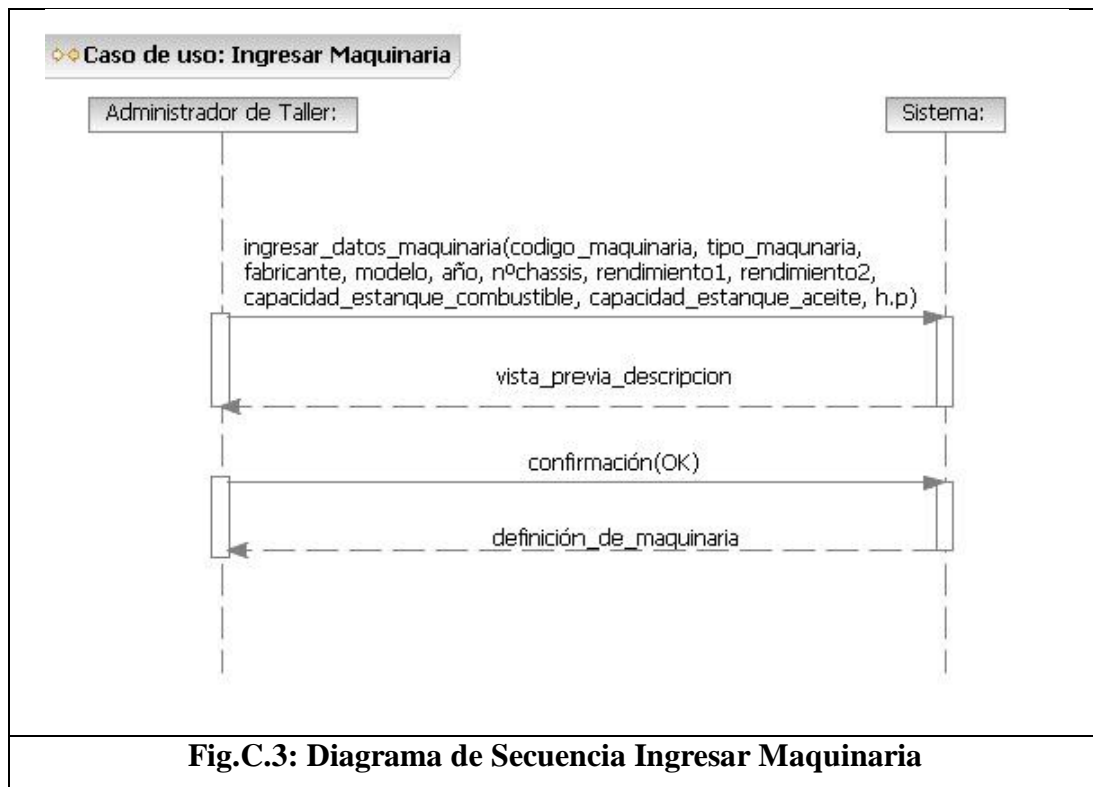 Caso de uso: Ingresar Maquinaria
Administrador de Taller:
Sistema:
ingresar_datos_maquinaria(codigo_maquinaria, tipo_maqunaria,
fabricante, modelo, año, nºchassis, rendimiento1, rendimiento2,
capacidad_estanque_combustible, capacidad_estanque_aceite, h.p)
vista_previa_descripcion
confirmación(OK)
definición_de_maquinaria
Fig.C.3: Diagrama de Secuencia Ingresar Maquinaria